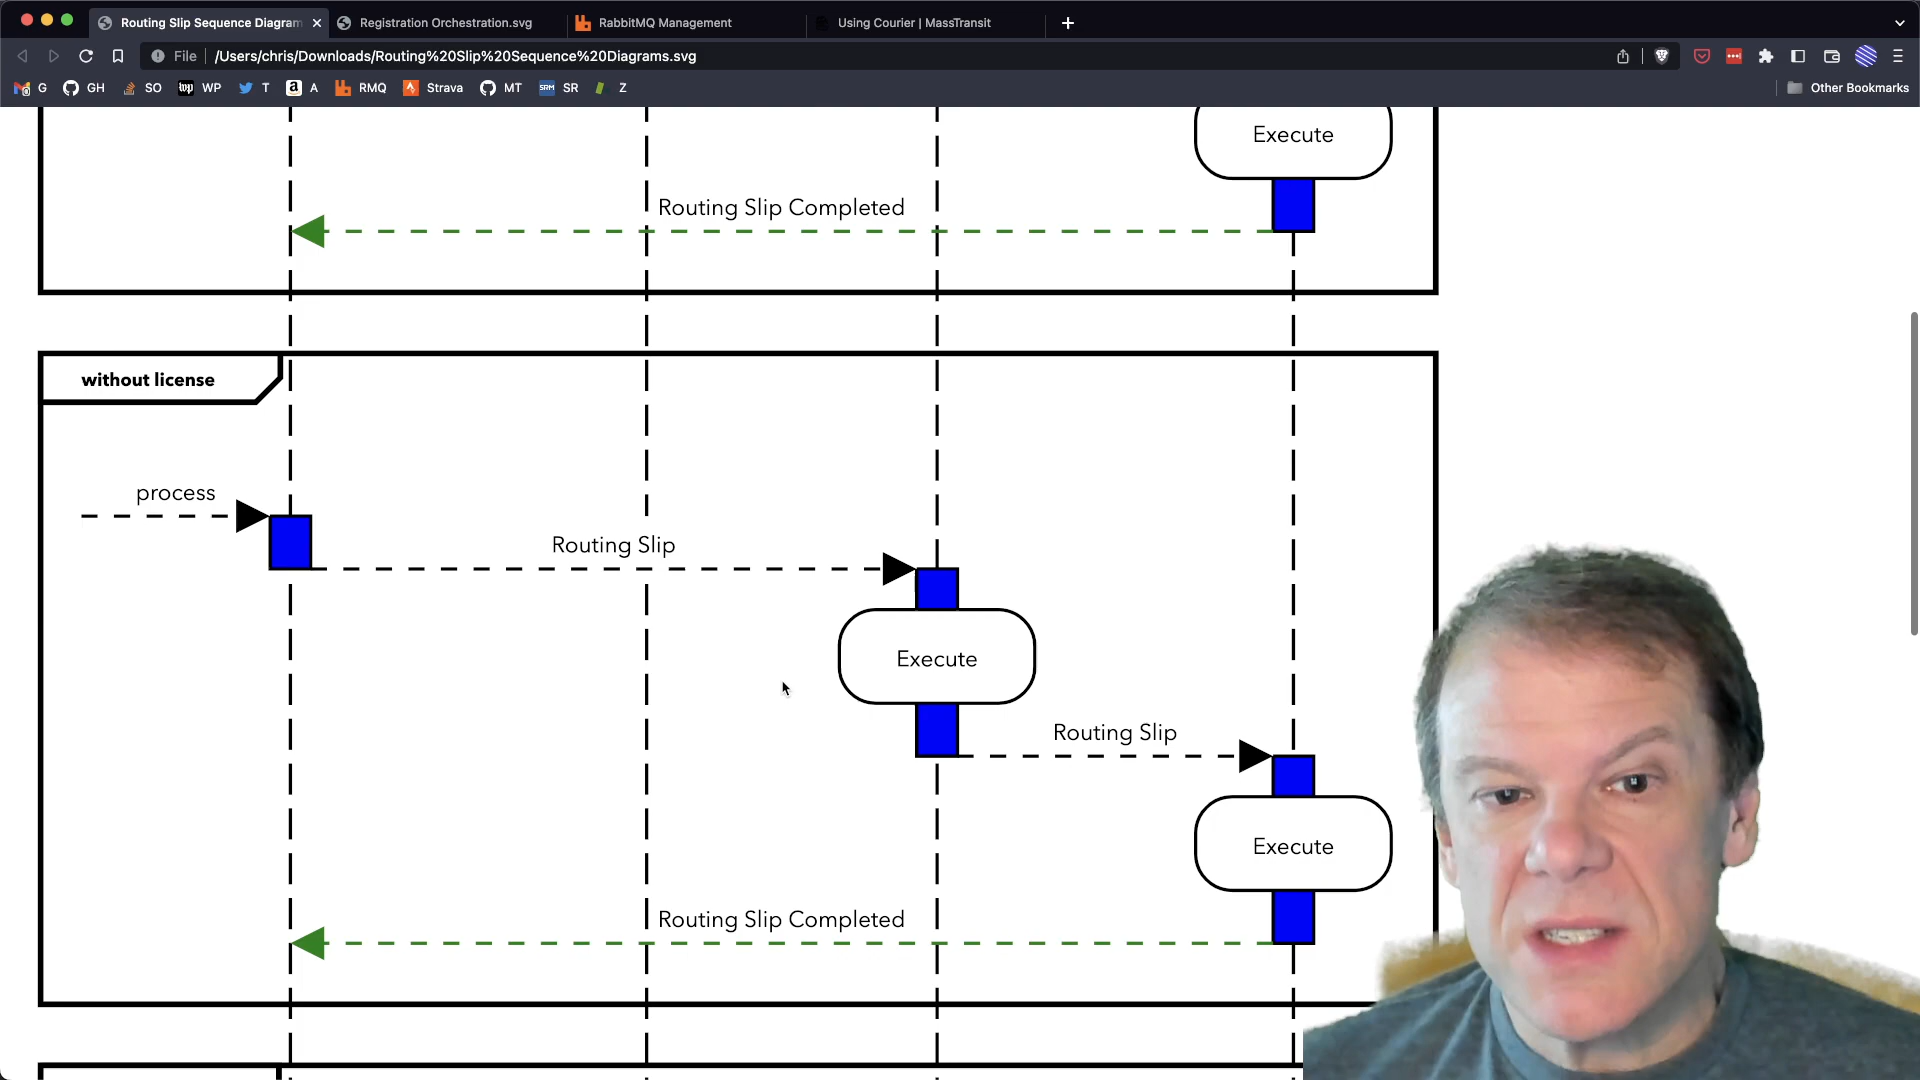 Routing Slip Sequence Diagram
Registration Orchestration.svg
RabbitMQ Management
Using Courier | MassTransit
File
/Users/chris/Downloads/Routing%20Slip%20Sequence%20Diagrams.svg
G
GH
SO
WP
T
A
RMQ
Strava
MT
SRM
SR
Z
Other Bookmarks
Execute
Routing Slip Completed
without license
process
Routing Slip
Execute
Routing Slip
Execute
Routing Slip Completed